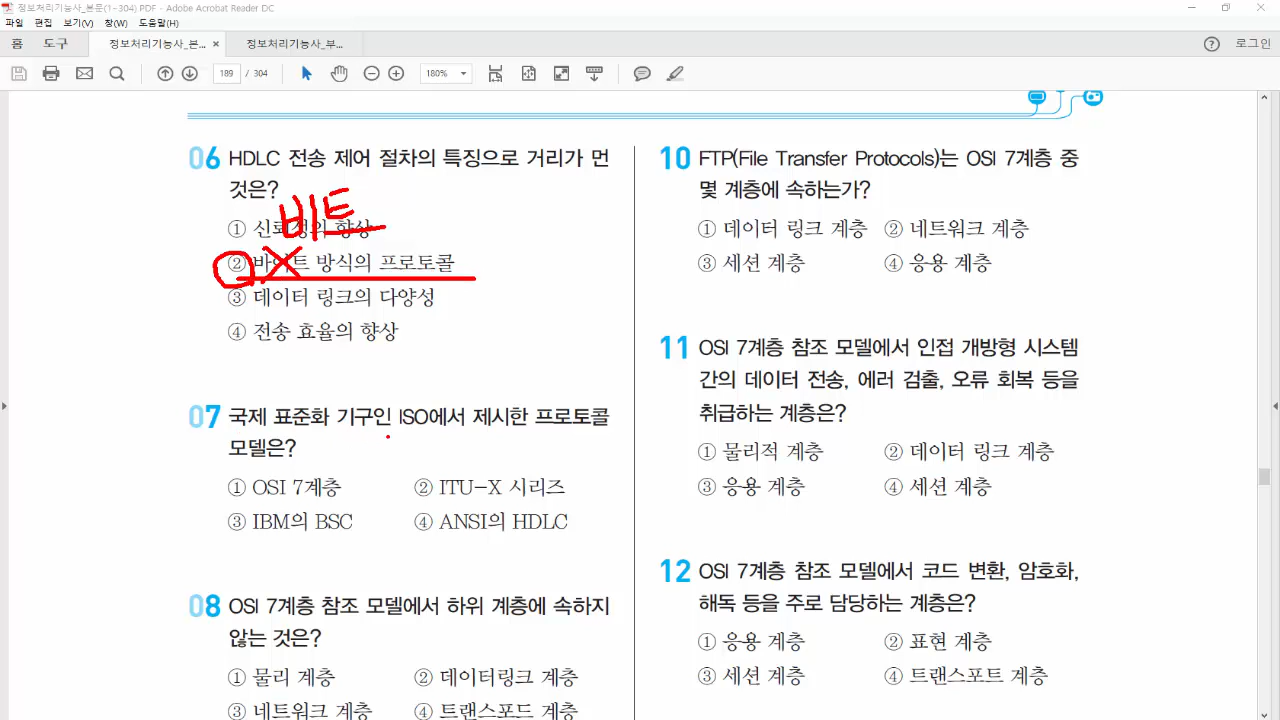 정보처리기능사_본문(1-304) PDF - Adobe Acrobat Reader DC
파일 편집 보기(V) 창(W) 도움말(H)
홈 도구 정보처리기능사_본... × 정보처리기능사_부... 로그인
189 / 304 180%
06 HDLC 전송 제어 절차의 특징으로 거리가 먼
것은?
비트
① 신뢰성의 향상
② 바이트 방식의 프로토콜
③ 데이터 링크의 다양성
④ 전송 효율의 향상
07 국제 표준화 기구인 ISO에서 제시한 프로토콜
모델은?
① OSI 7계층 ② ITU-X 시리즈
③ IBM의 BSC ④ ANSI의 HDLC
08 OSI 7계층 참조 모델에서 하위 계층에 속하지
않는 것은?
① 물리 계층 ② 데이터링크 계층
③ 네트워크 계층 ④ 트랜스포드 계층
10 FTP(File Transfer Protocols)는 OSI 7계층 중
몇 계층에 속하는가?
① 데이터 링크 계층 ② 네트워크 계층
③ 세션 계층 ④ 응용 계층
11 OSI 7계층 참조 모델에서 인접 개방형 시스템
간의 데이터 전송, 에러 검출, 오류 회복 등을
취급하는 계층은?
① 물리적 계층 ② 데이터 링크 계층
③ 응용 계층 ④ 세션 계층
12 OSI 7계층 참조 모델에서 코드 변환, 암호화,
해독 등을 주로 담당하는 계층은?
① 응용 계층 ② 표현 계층
③ 세션 계층 ④ 트랜스포트 계층